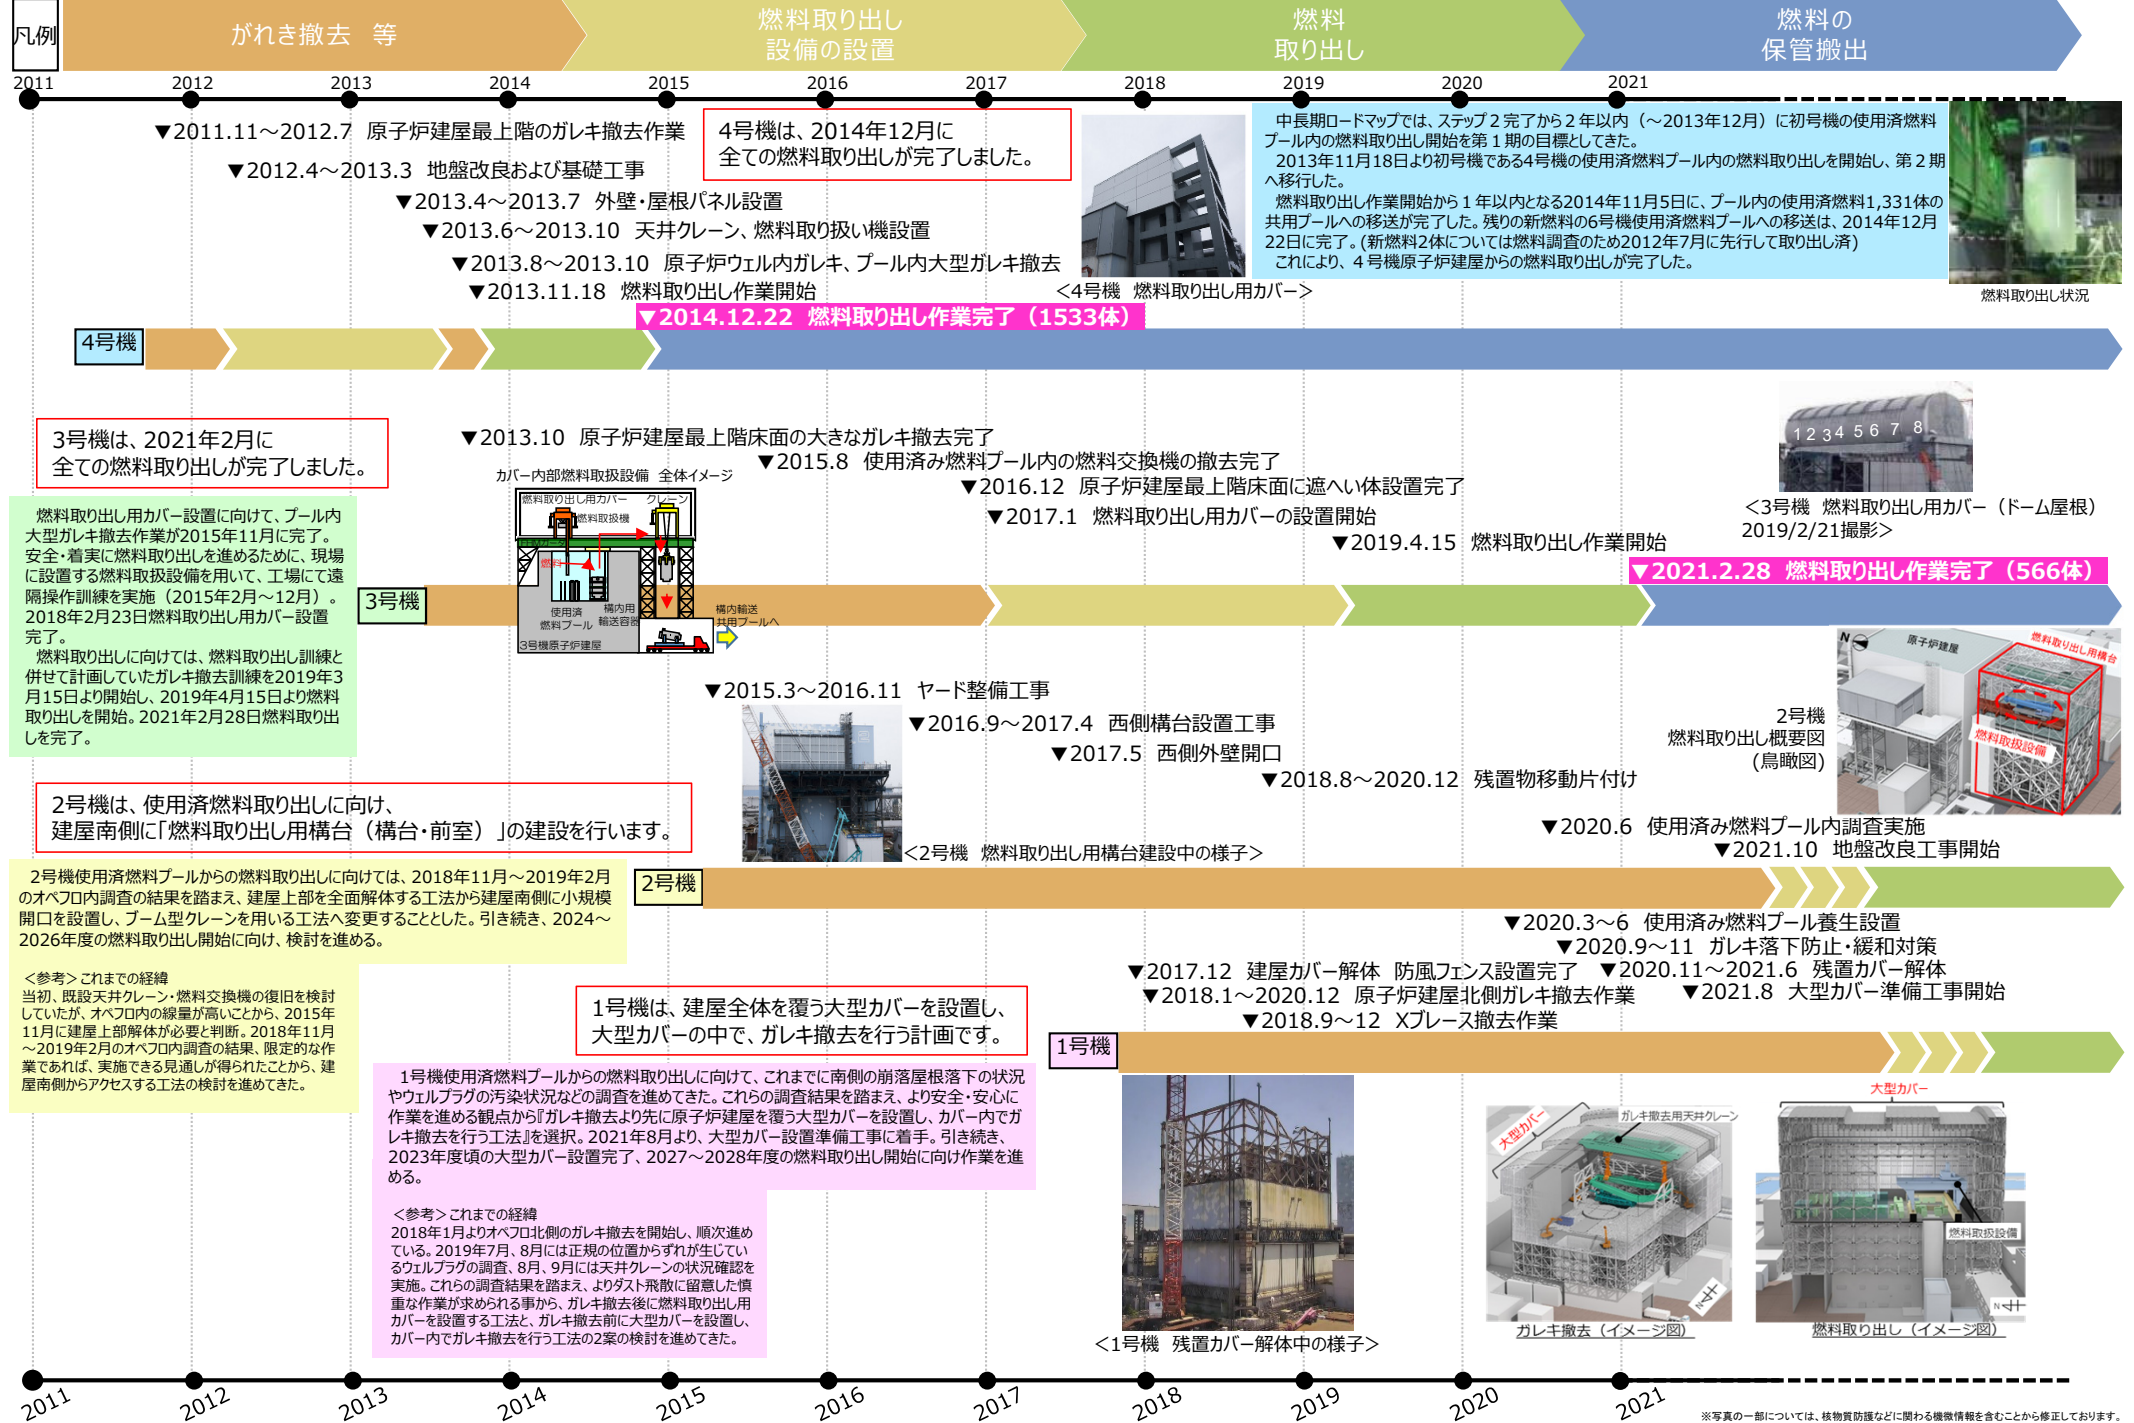 凡例
がれき撤去　等
燃料取り出し
設備の設置
燃料
取り出し
燃料の
保管搬出
2011 2012 2013 2014 2015 2016 2017 2018 2019 2020 2021
▼2011.11～2012.7 原子炉建屋最上階のガレキ撤去作業
▼2012.4～2013.3 地盤改良および基礎工事
▼2013.4～2013.7 外壁・屋根パネル設置
▼2013.6～2013.10 天井クレーン、燃料取り扱い機設置
▼2013.8～2013.10 原子炉ウェル内ガレキ、プール内大型ガレキ撤去
▼2013.11.18 燃料取り出し作業開始
▼2014.12.22 燃料取り出し作業完了（1533体）
4号機は、2014年12月に
全ての燃料取り出しが完了しました。
＜4号機 燃料取り出し用カバー＞
中長期ロードマップでは、ステップ２完了から２年以内（～2013年12月）に初号機の使用済燃料
プール内の燃料取り出し開始を第１期の目標としてきた。
2013年11月18日より初号機である4号機の使用済燃料プール内の燃料取り出しを開始し、第２期
へ移行した。
燃料取り出し作業開始から１年以内となる2014年11月5日に、プール内の使用済燃料1,331体の
共用プールへの移送が完了した。残りの新燃料の6号機使用済燃料プールへの移送は、2014年12月
22日に完了。(新燃料2体については燃料調査のため2012年7月に先行して取り出し済)
これにより、４号機原子炉建屋からの燃料取り出しが完了した。
燃料取り出し状況
4号機
3号機は、2021年2月に
全ての燃料取り出しが完了しました。
▼2013.10 原子炉建屋最上階床面の大きなガレキ撤去完了
▼2015.8 使用済み燃料プール内の燃料交換機の撤去完了
▼2016.12 原子炉建屋最上階床面に遮へい体設置完了
▼2017.1 燃料取り出し用カバーの設置開始
▼2019.4.15 燃料取り出し作業開始
▼2021.2.28 燃料取り出し作業完了（566体）
1 2 3 4 5 6 7 8
＜3号機 燃料取り出し用カバー（ドーム屋根）
2019/2/21撮影＞
カバー内部燃料取扱設備 全体イメージ
燃料取り出し用カバー
クレーン
燃料取扱機
FHMガーダ
燃料
使用済
燃料プール
構内用
輸送容器
3号機原子炉建屋
構内輸送
共用プールへ
燃料取り出し用カバー設置に向けて、プール内
大型ガレキ撤去作業が2015年11月に完了。
安全・着実に燃料取り出しを進めるために、現場
に設置する燃料取扱設備を用いて、工場にて遠
隔操作訓練を実施（2015年2月～12月）。
2018年2月23日燃料取り出し用カバー設置
完了。
燃料取り出しに向けては、燃料取り出し訓練と
併せて計画していたガレキ撤去訓練を2019年3
月15日より開始し、2019年4月15日より燃料
取り出しを開始。2021年2月28日燃料取り出
しを完了。
3号機
▼2015.3～2016.11 ヤード整備工事
▼2016.9～2017.4 西側構台設置工事
▼2017.5 西側外壁開口
▼2018.8～2020.12 残置物移動片付け
▼2020.6 使用済み燃料プール内調査実施
▼2021.10 地盤改良工事開始
＜2号機 燃料取り出し用構台建設中の様子＞
2号機
燃料取り出し概要図
(鳥瞰図)
N
原子炉建屋
燃料取り出し用構台
燃料取扱設備
2号機は、使用済燃料取り出しに向け、
建屋南側に「燃料取り出し用構台（構台・前室）」の建設を行います。
2号機使用済燃料プールからの燃料取り出しに向けては、2018年11月～2019年2月
のオペフロ内調査の結果を踏まえ、建屋上部を全面解体する工法から建屋南側に小規模
開口を設置し、ブーム型クレーンを用いる工法へ変更することとした。引き続き、2024～
2026年度の燃料取り出し開始に向け、検討を進める。
＜参考＞これまでの経緯
当初、既設天井クレーン・燃料交換機の復旧を検討
していたが、オペフロ内の線量が高いことから、2015年
11月に建屋上部解体が必要と判断。2018年11月
～2019年2月のオペフロ内調査の結果、限定的な作
業であれば、実施できる見通しが得られたことから、建
屋南側からアクセスする工法の検討を進めてきた。
2号機
▼2020.3～6 使用済み燃料プール養生設置
▼2020.9～11 ガレキ落下防止・緩和対策
▼2017.12 建屋カバー解体 防風フェンス設置完了
▼2020.11～2021.6 残置カバー解体
▼2018.1～2020.12 原子炉建屋北側ガレキ撤去作業
▼2021.8 大型カバー準備工事開始
▼2018.9～12 Xブレース撤去作業
1号機は、建屋全体を覆う大型カバーを設置し、
大型カバーの中で、ガレキ撤去を行う計画です。
1号機
1号機使用済燃料プールからの燃料取り出しに向けて、これまでに南側の崩落屋根落下の状況
やウェルプラグの汚染状況などの調査を進めてきた。これらの調査結果を踏まえ、より安全・安心に
作業を進める観点から『ガレキ撤去より先に原子炉建屋を覆う大型カバーを設置し、カバー内でガ
レキ撤去を行う工法』を選択。2021年8月より、大型カバー設置準備工事に着手。引き続き、
2023年度頃の大型カバー設置完了、2027～2028年度の燃料取り出し開始に向け作業を進
める。
＜参考＞これまでの経緯
2018年1月よりオペフロ北側のガレキ撤去を開始し、順次進め
ている。2019年7月、8月には正規の位置からずれが生じてい
るウェルプラグの調査、8月、9月には天井クレーンの状況確認を
実施。これらの調査結果を踏まえ、よりダスト飛散に留意した慎
重な作業が求められる事から、ガレキ撤去後に燃料取り出し用
カバーを設置する工法と、ガレキ撤去前に大型カバーを設置し、
カバー内でガレキ撤去を行う工法の2案の検討を進めてきた。
＜1号機 残置カバー解体中の様子＞
大型カバー
ガレキ撤去用天井クレーン
N
ガレキ撤去（イメージ図）
大型カバー
燃料取扱設備
N
燃料取り出し（イメージ図）
2011 2012 2013 2014 2015 2016 2017 2018 2019 2020 2021
※写真の一部については、核物質防護などに関わる機微情報を含むことから修正しております。